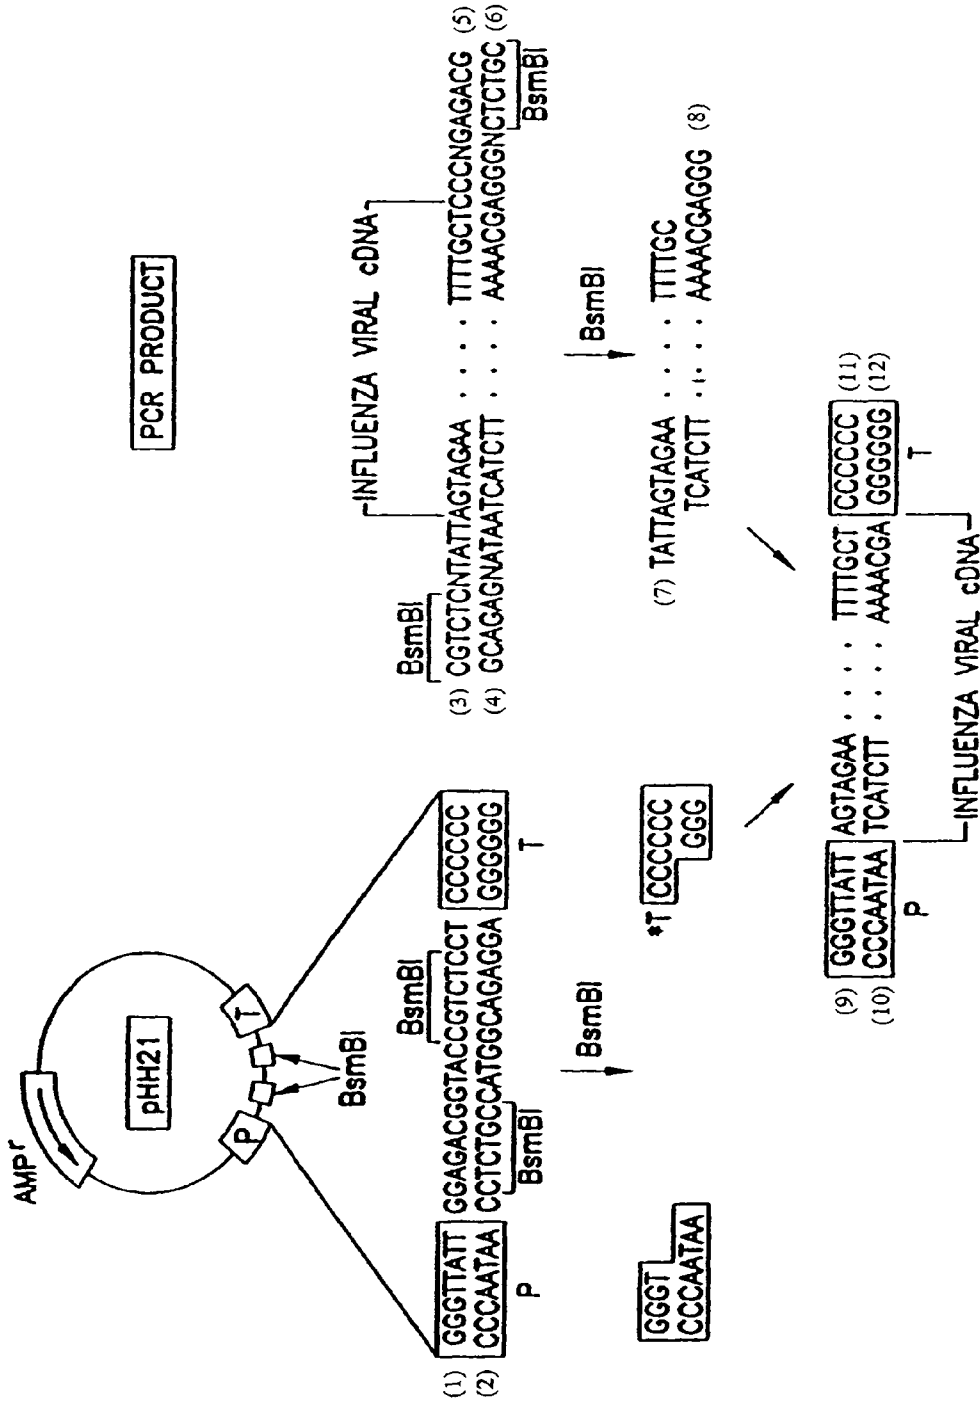 AMPr
pHH21
P
T
BsmBI
BsmBI
BsmBI
(1) GGGTTATT GGAGACGGTACCGTCTCCT CCCCCC
(2) CCCAATAA CCTCTGCCATGGCAGAGGA GGGGGG
P
T
BsmBI
GGGT
CCCAATAA
*T CCCCCC
GGG
PCR PRODUCT
INFLUENZA VIRAL cDNA
BsmBI
(3) CGTCTCNTATTAGTAGAA . . . . TTTTGCTCCCNGAGACG (5)
(4) GCAGAGNATAATCATCTT . . . . AAAACGAGGGNCTCTGC (6)
BsmBI
BsmBI
(7) TATTAGTAGAA . . . . TTTTGC
TCATCTT . . . . AAAACGAGGG (8)
(9) GGGTTATT AGTAGAA . . . . TTTTGCT CCCCCC (11)
(10) CCCAATAA TCATCTT . . . . AAAACGA GGGGGG (12)
P
T
INFLUENZA VIRAL cDNA